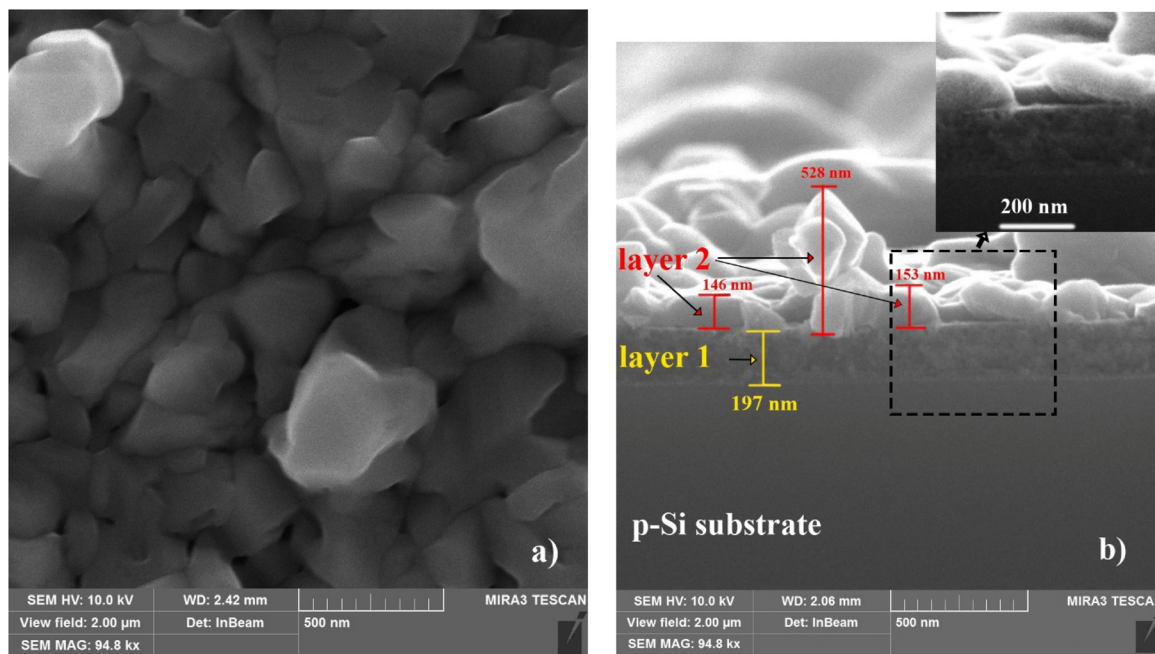 a)
SEM HV: 10.0 kV
WD: 2.42 mm
MIRA3 TESCAN
View field: 2.00 µm
Det: InBeam
500 nm
SEM MAG: 94.8 kx
200 nm
528 nm
layer 2
146 nm
153 nm
layer 1
197 nm
p-Si substrate
b)
SEM HV: 10.0 kV
WD: 2.06 mm
MIRA3 TESCAN
View field: 2.00 µm
Det: InBeam
500 nm
SEM MAG: 94.8 kx